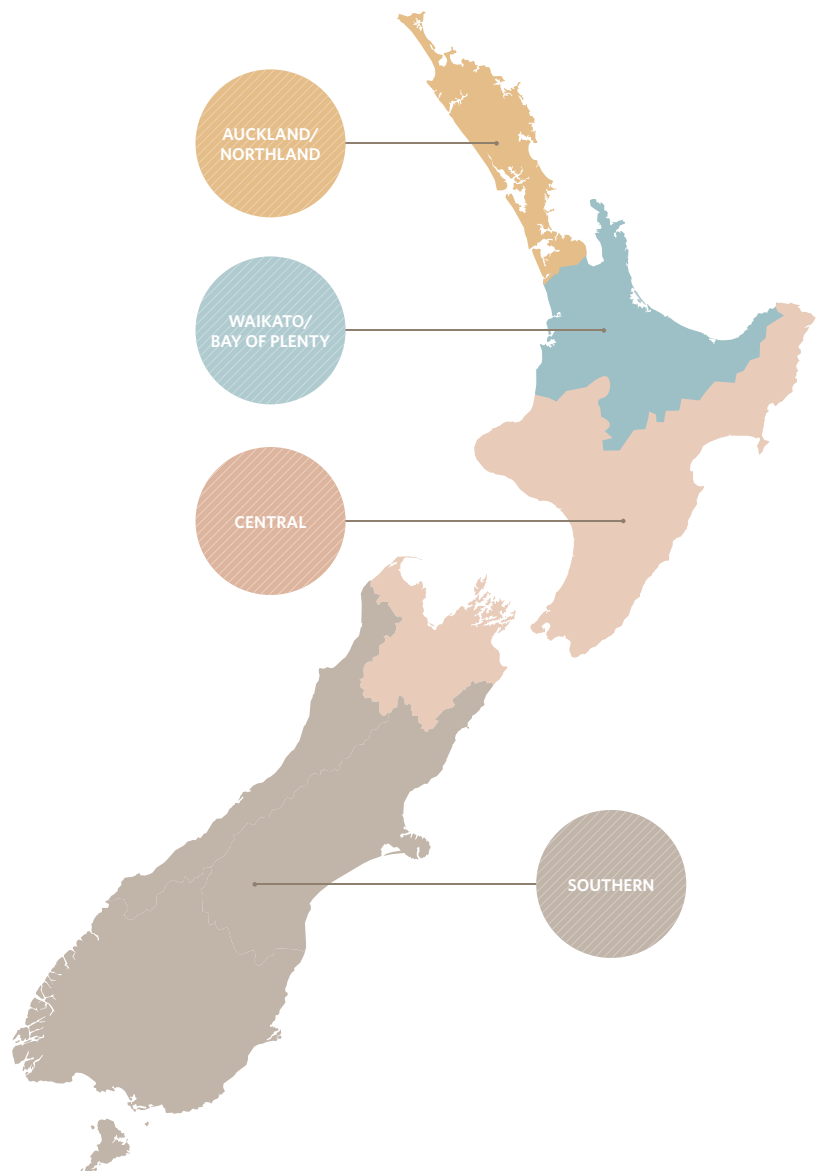 AUCKLAND/
NORTHLAND
WAIKATO/
BAY OF PLENTY
CENTRAL
SOUTHERN